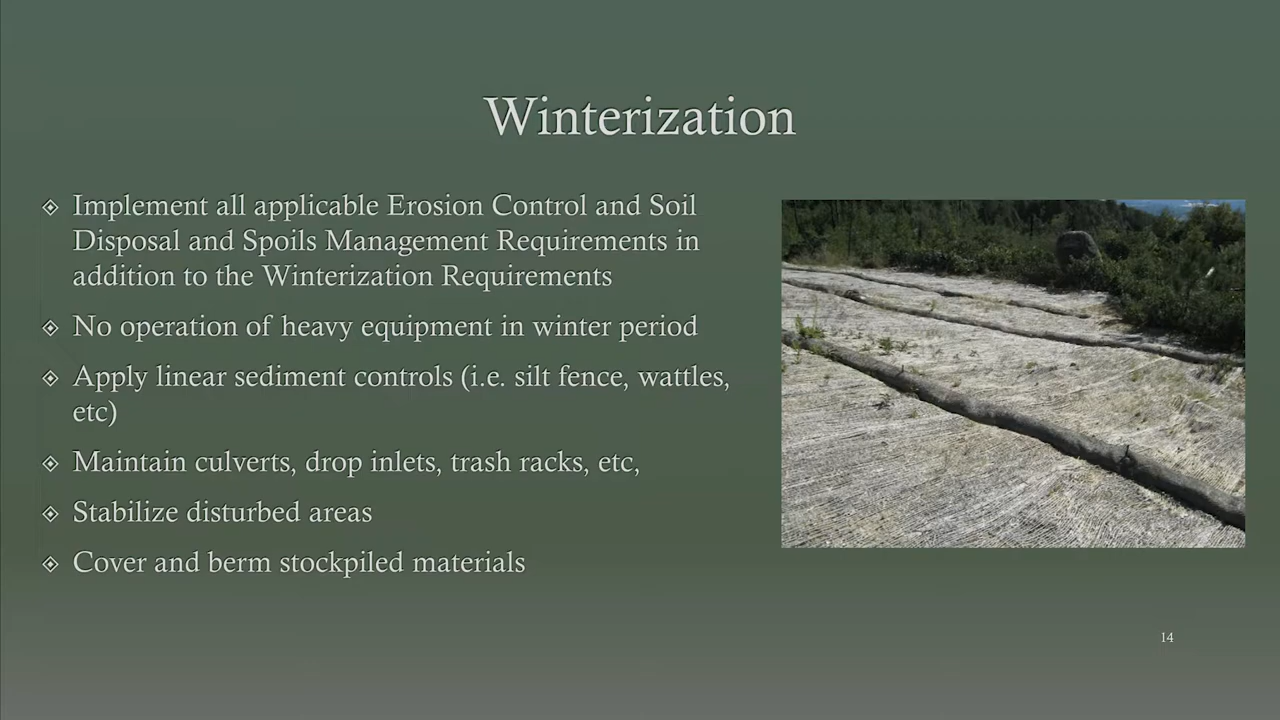 Winterization
Implement all applicable Erosion Control and Soil
Disposal and Spoils Management Requirements in
addition to the Winterization Requirements
No operation of heavy equipment in winter period
Apply linear sediment controls (i.e. silt fence, wattles,
etc)
Maintain culverts, drop inlets, trash racks, etc,
Stabilize disturbed areas
Cover and berm stockpiled materials
14